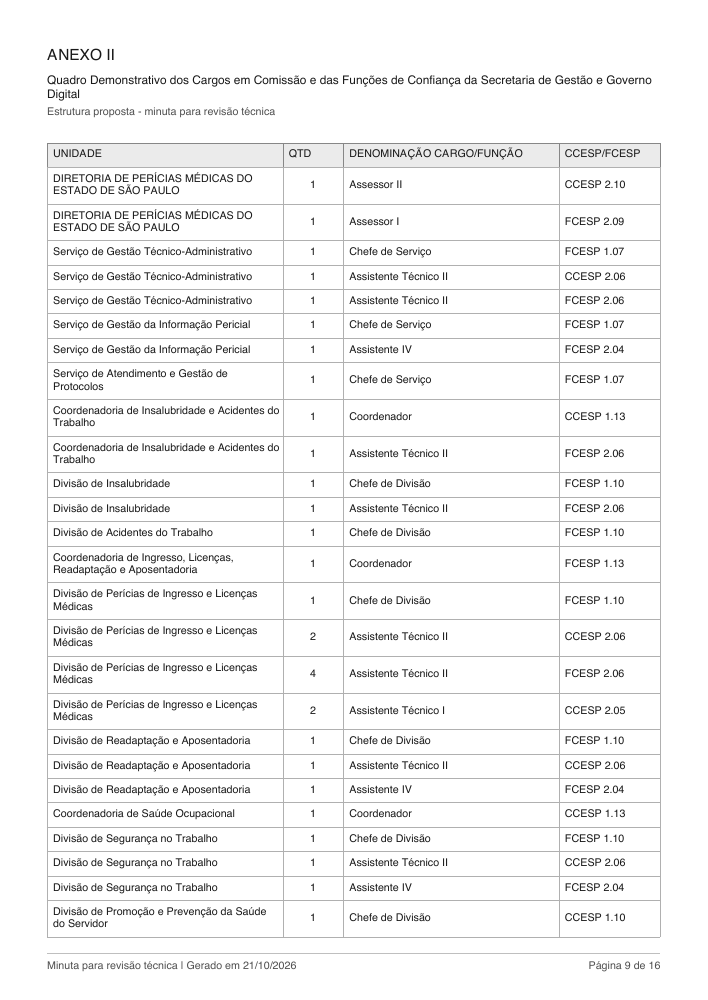 ANEXO II
Quadro Demonstrativo dos Cargos em Comissão e das Funções de Confiança da Secretaria de Gestão e Governo
Digital
Estrutura proposta - minuta para revisão técnica
UNIDADE QTD DENOMINAÇÃO CARGO/FUNÇÃO CCESP/FCESP
DIRETORIA DE PERÍCIAS MÉDICAS DO
ESTADO DE SÃO PAULO 1 Assessor II CCESP 2.10
DIRETORIA DE PERÍCIAS MÉDICAS DO
ESTADO DE SÃO PAULO 1 Assessor I FCESP 2.09
Serviço de Gestão Técnico-Administrativo 1 Chefe de Serviço FCESP 1.07
Serviço de Gestão Técnico-Administrativo 1 Assistente Técnico II CCESP 2.06
Serviço de Gestão Técnico-Administrativo 1 Assistente Técnico II FCESP 2.06
Serviço de Gestão da Informação Pericial 1 Chefe de Serviço FCESP 1.07
Serviço de Gestão da Informação Pericial 1 Assistente IV FCESP 2.04
Serviço de Atendimento e Gestão de
Protocolos 1 Chefe de Serviço FCESP 1.07
Coordenadoria de Insalubridade e Acidentes do
Trabalho 1 Coordenador CCESP 1.13
Coordenadoria de Insalubridade e Acidentes do
Trabalho 1 Assistente Técnico II FCESP 2.06
Divisão de Insalubridade 1 Chefe de Divisão FCESP 1.10
Divisão de Insalubridade 1 Assistente Técnico II FCESP 2.06
Divisão de Acidentes do Trabalho 1 Chefe de Divisão FCESP 1.10
Coordenadoria de Ingresso, Licenças,
Readaptação e Aposentadoria 1 Coordenador FCESP 1.13
Divisão de Perícias de Ingresso e Licenças
Médicas 1 Chefe de Divisão FCESP 1.10
Divisão de Perícias de Ingresso e Licenças
Médicas 2 Assistente Técnico II CCESP 2.06
Divisão de Perícias de Ingresso e Licenças
Médicas 4 Assistente Técnico II FCESP 2.06
Divisão de Perícias de Ingresso e Licenças
Médicas 2 Assistente Técnico I CCESP 2.05
Divisão de Readaptação e Aposentadoria 1 Chefe de Divisão FCESP 1.10
Divisão de Readaptação e Aposentadoria 1 Assistente Técnico II CCESP 2.06
Divisão de Readaptação e Aposentadoria 1 Assistente IV FCESP 2.04
Coordenadoria de Saúde Ocupacional 1 Coordenador CCESP 1.13
Divisão de Segurança no Trabalho 1 Chefe de Divisão FCESP 1.10
Divisão de Segurança no Trabalho 1 Assistente Técnico II CCESP 2.06
Divisão de Segurança no Trabalho 1 Assistente IV FCESP 2.04
Divisão de Promoção e Prevenção da Saúde
do Servidor 1 Chefe de Divisão CCESP 1.10
Minuta para revisão técnica | Gerado em 21/10/2026 Página 9 de 16